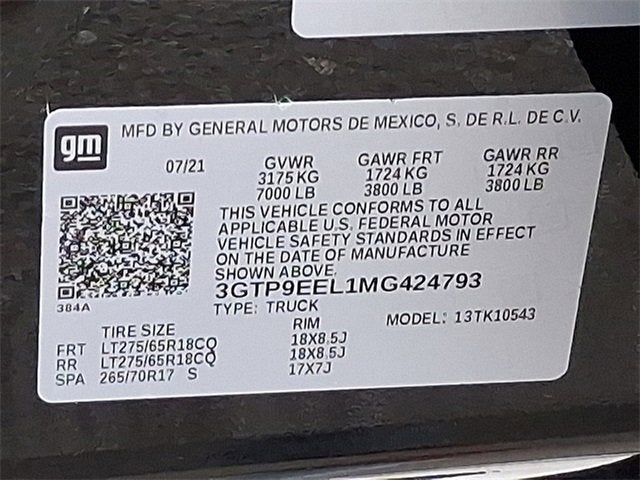 gm MFD BY GENERAL MOTORS DE MEXICO, S. DE R.L. DE C.V.
07/21 GVWR GAWR FRT GAWR RR
3175 KG 1724 KG 1724 KG
7000 LB 3800 LB 3800 LB
THIS VEHICLE CONFORMS TO ALL
APPLICABLE U.S. FEDERAL MOTOR
VEHICLE SAFETY STANDARDS IN EFFECT
ON THE DATE OF MANUFACTURE
SHOWN ABOVE.
384A
3GTP9EEL1MG424793
TYPE: TRUCK MODEL: 13TK10543
TIRE SIZE RIM
FRT LT275/65R18CQ 18X8.5J
RR LT275/65R18CQ 18X8.5J
SPA 265/70R17 S 17X7J